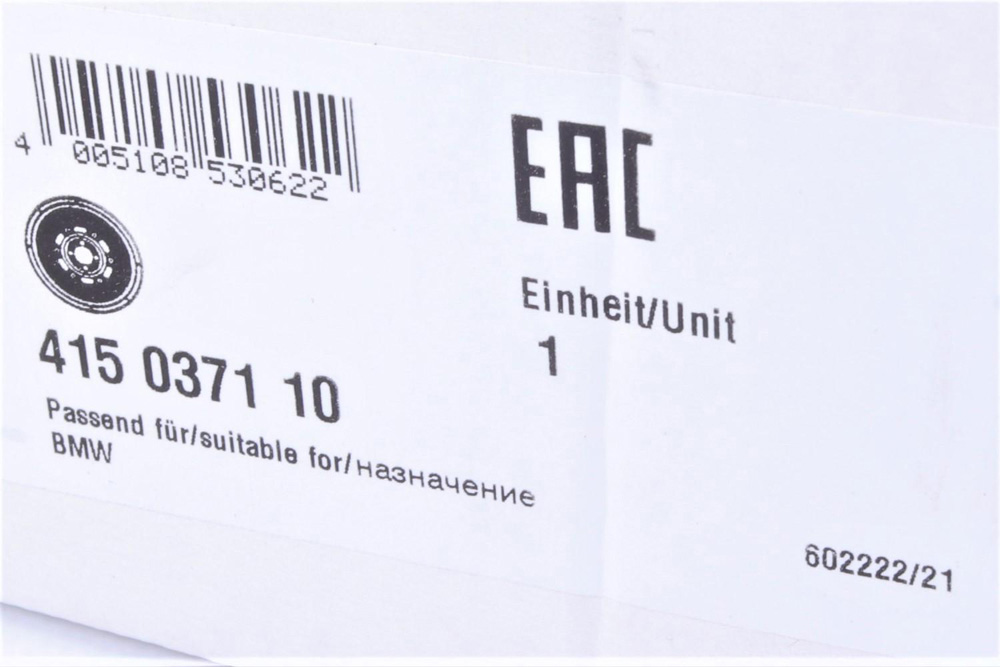 4 005108 530622
EAC
Einheit/Unit
1
415 0371 10
Passend für/suitable for/назначение
BMW
602222/21